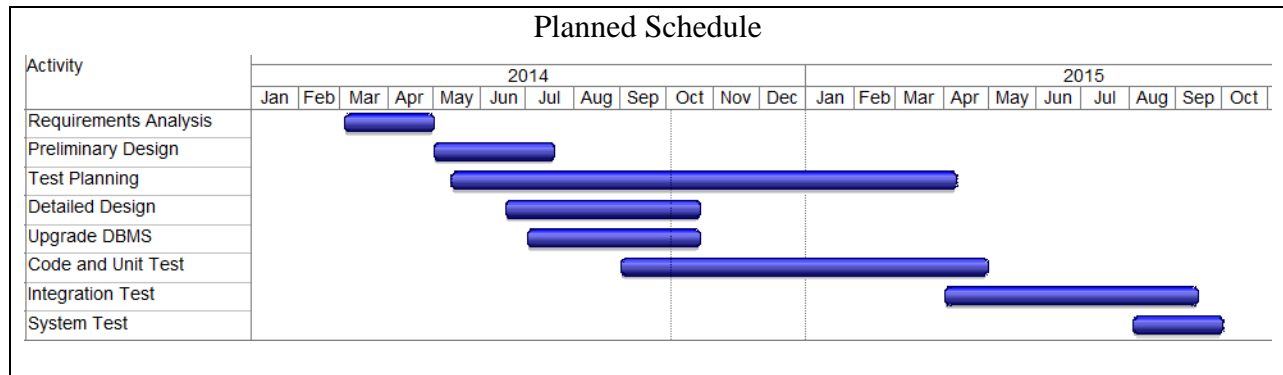 Planned Schedule
Activity
2014 2015
Jan Feb Mar Apr May Jun Jul Aug Sep Oct Nov Dec Jan Feb Mar Apr May Jun Jul Aug Sep Oct
Requirements Analysis
Preliminary Design
Test Planning
Detailed Design
Upgrade DBMS
Code and Unit Test
Integration Test
System Test